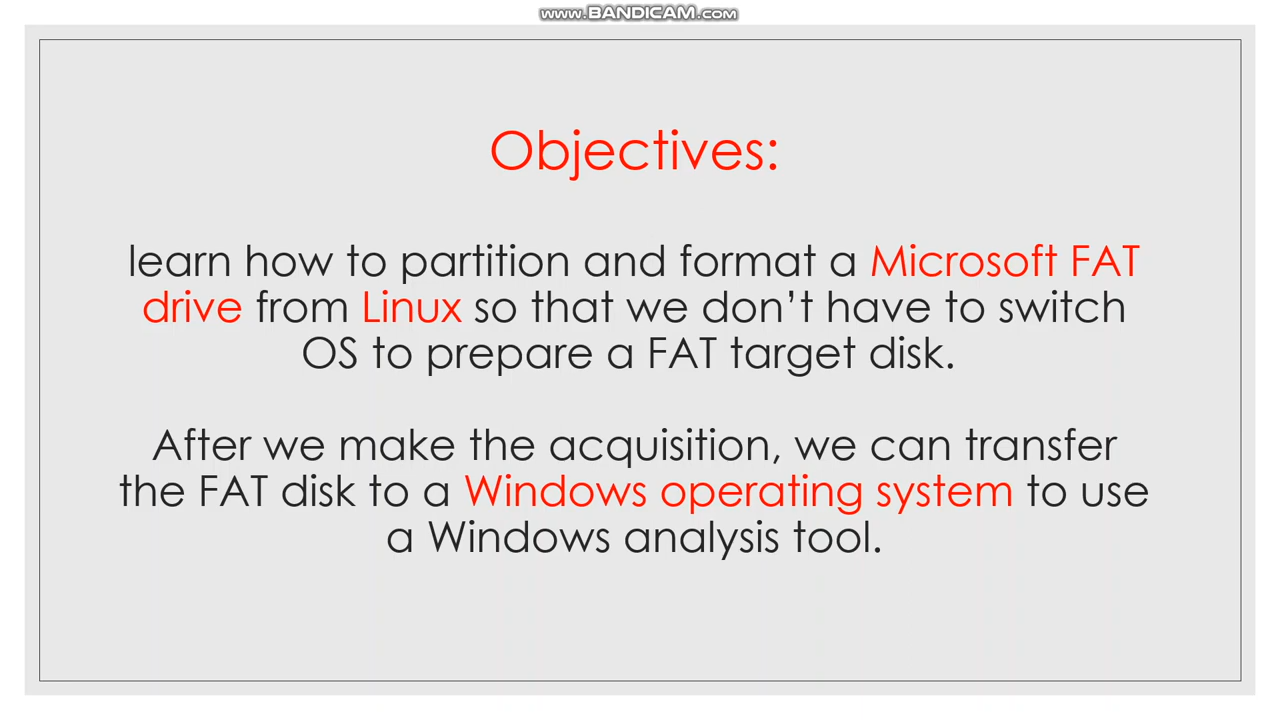 www.BANDICAM.com
Objectives:
learn how to partition and format a Microsoft FAT
drive from Linux so that we don’t have to switch
OS to prepare a FAT target disk.
After we make the acquisition, we can transfer
the FAT disk to a Windows operating system to use
a Windows analysis tool.